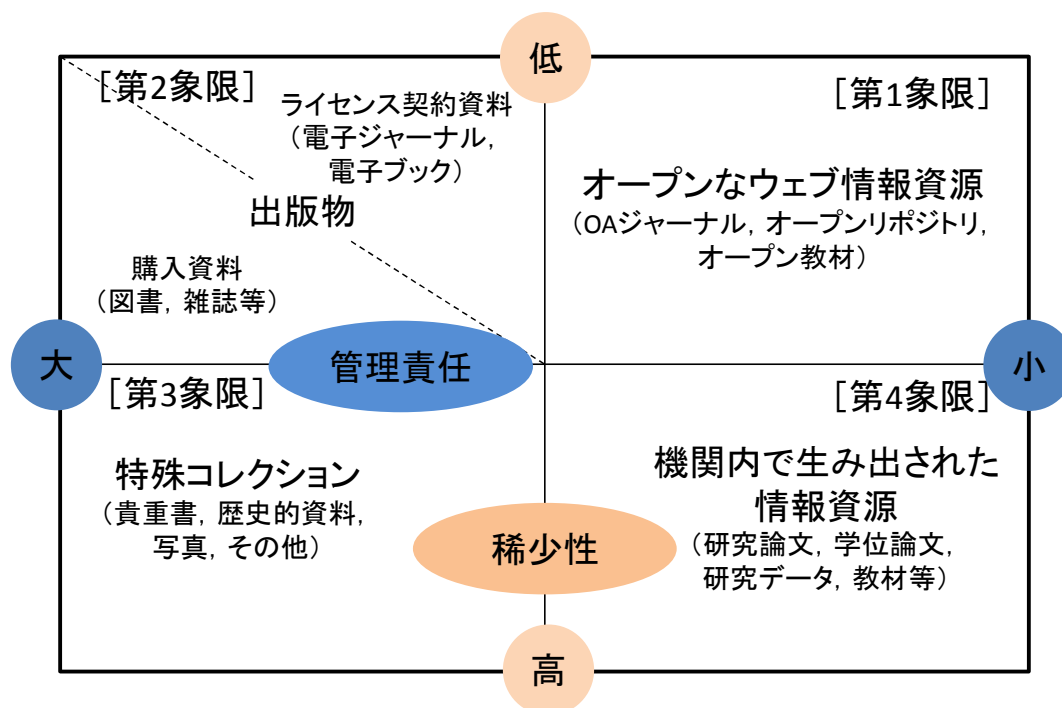 低
［第2象限］
ライセンス契約資料
（電子ジャーナル，
電子ブック）
出版物
購入資料
（図書，雑誌等）
［第1象限］
オープンなウェブ情報資源
（OAジャーナル，オープンリポジトリ，
オープン教材）
大
管理責任
小
［第3象限］
特殊コレクション
（貴重書，歴史的資料，
写真，その他）
［第4象限］
機関内で生み出された
情報資源
（研究論文，学位論文，
研究データ，教材等）
稀少性
高